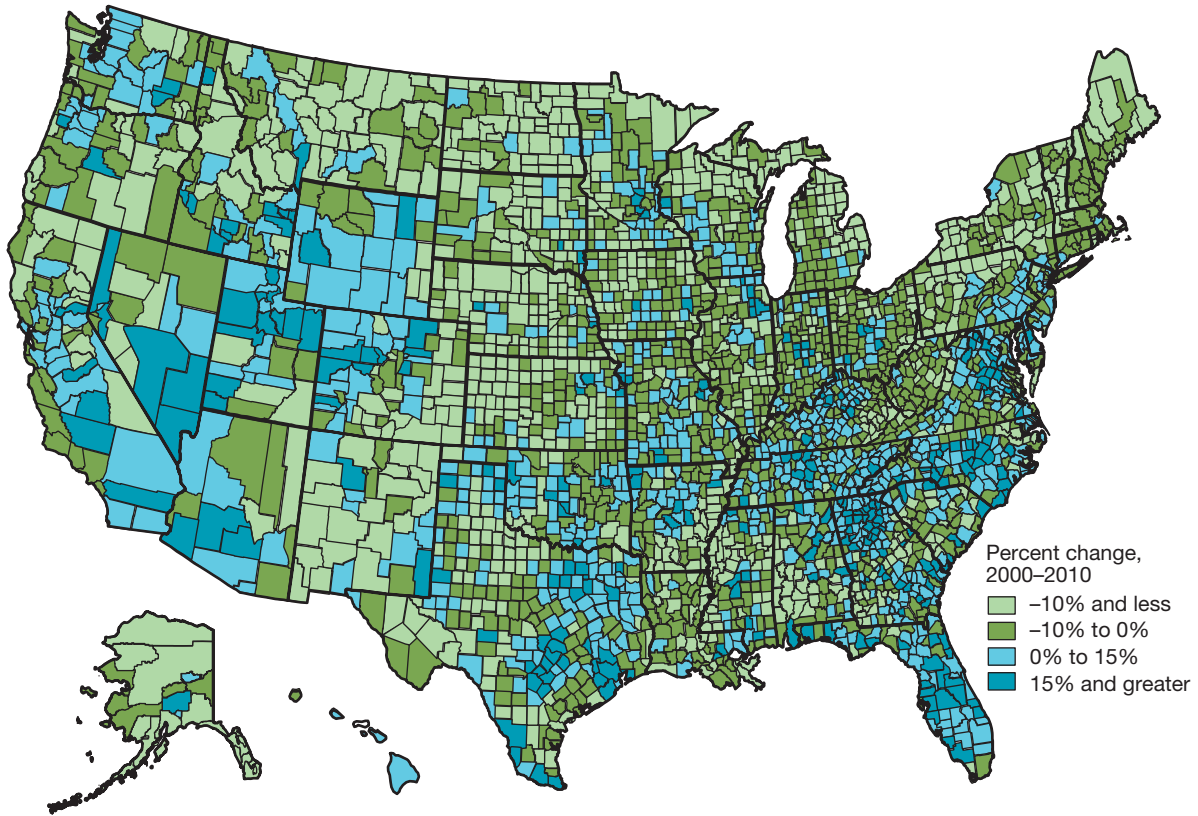 Percent change,
2000–2010
–10% and less
–10% to 0%
0% to 15%
15% and greater